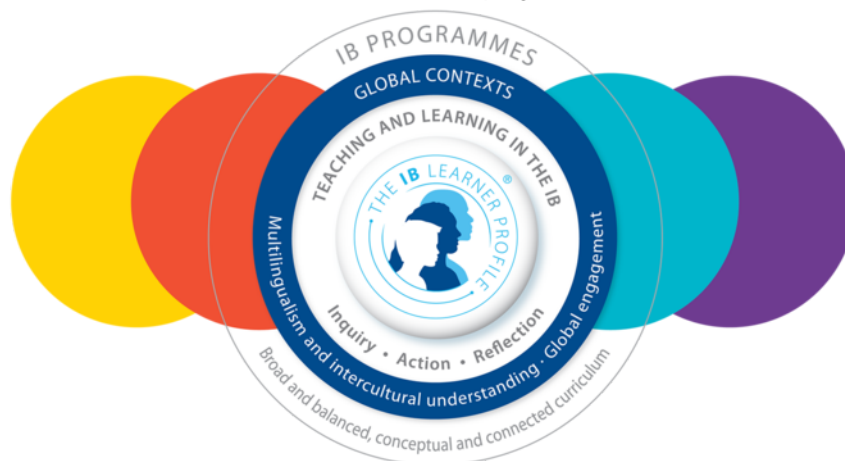 IB PROGRAMMES
GLOBAL CONTEXTS
TEACHING AND LEARNING IN THE IB
THE IB LEARNER PROFILE ®
Inquiry • Action • Reflection
Multilingualism and intercultural understanding · Global engagement
Broad and balanced, conceptual and connected curriculum